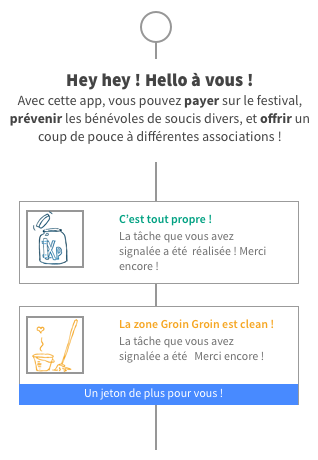 Hey hey ! Hello à vous !
Avec cette app, vous pouvez payer sur le festival,
prévenir les bénévoles de soucis divers, et offrir un
coup de pouce à différentes associations !
C'est tout propre !
La tâche que vous avez
signalée a été réalisée ! Merci
encore !
XP
La zone Groin Groin est clean !
La tâche que vous avez
signalée a été Merci encore !
Un jeton de plus pour vous !